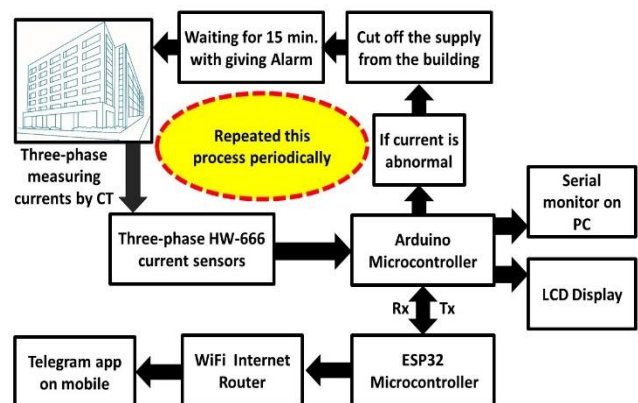 Waiting for 15 min.
with giving Alarm
Cut off the supply
from the building
Repeated this
process periodically
If current is
abnormal
Three-phase
measuring
currents by CT
Serial
monitor on
PC
Three-phase HW-666
current sensors
Arduino
Microcontroller
LCD Display
Rx Tx
Telegram app
on mobile
WiFi Internet
Router
ESP32
Microcontroller